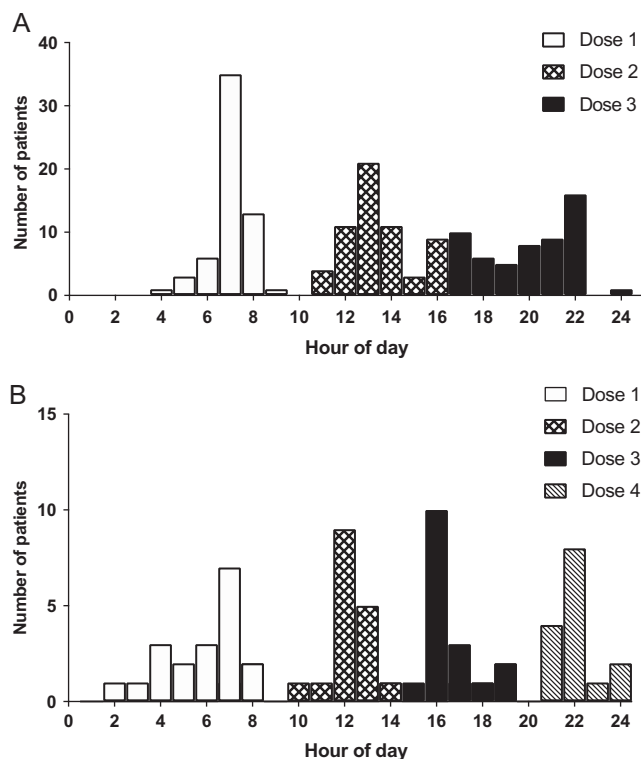 A
Dose 1
Dose 2
Dose 3
Number of patients
40
30
20
10
0
0 2 4 6 8 10 12 14 16 18 20 22 24
Hour of day
B
Dose 1
Dose 2
Dose 3
Dose 4
Number of patients
15
10
5
0
2 4 6 8 10 12 14 16 18 20 22 24
Hour of day